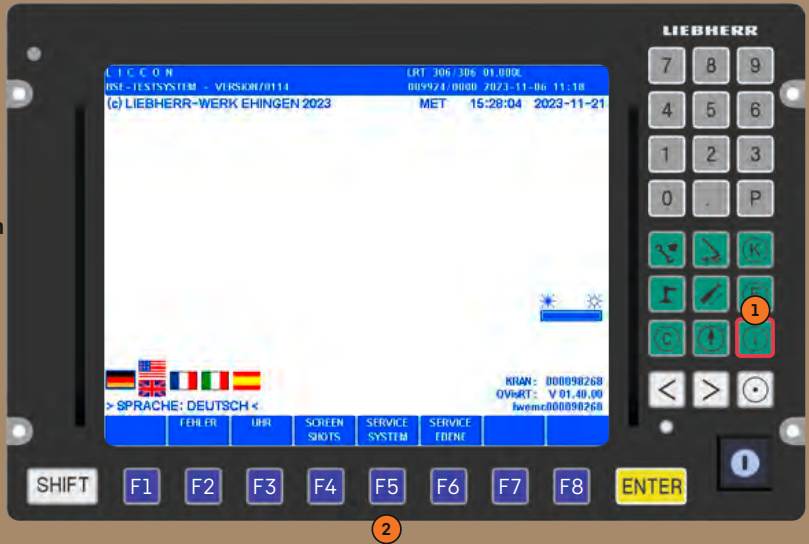 LIEBHERR
LICCON LRT 306/306 01.000L
BSE-TESTSYSTEM - VERSION/0114 009924/0000 2023-11-06 11:18
(c) LIEBHERR-WERK EHINGEN 2023 MET 15:28:04 2023-11-21
KRAN: 000098268
OVisRT: V 01.40.00
> SPRACHE: DEUTSCH < lwemc000098268
FEHLER UHR SCREEN SHOTS SERVICE SYSTEM SERVICE EBENE
7 8 9
4 5 6
1 2 3
0 . P
K
1
C i
< >
SHIFT F1 F2 F3 F4 F5 F6 F7 F8 ENTER
2
n